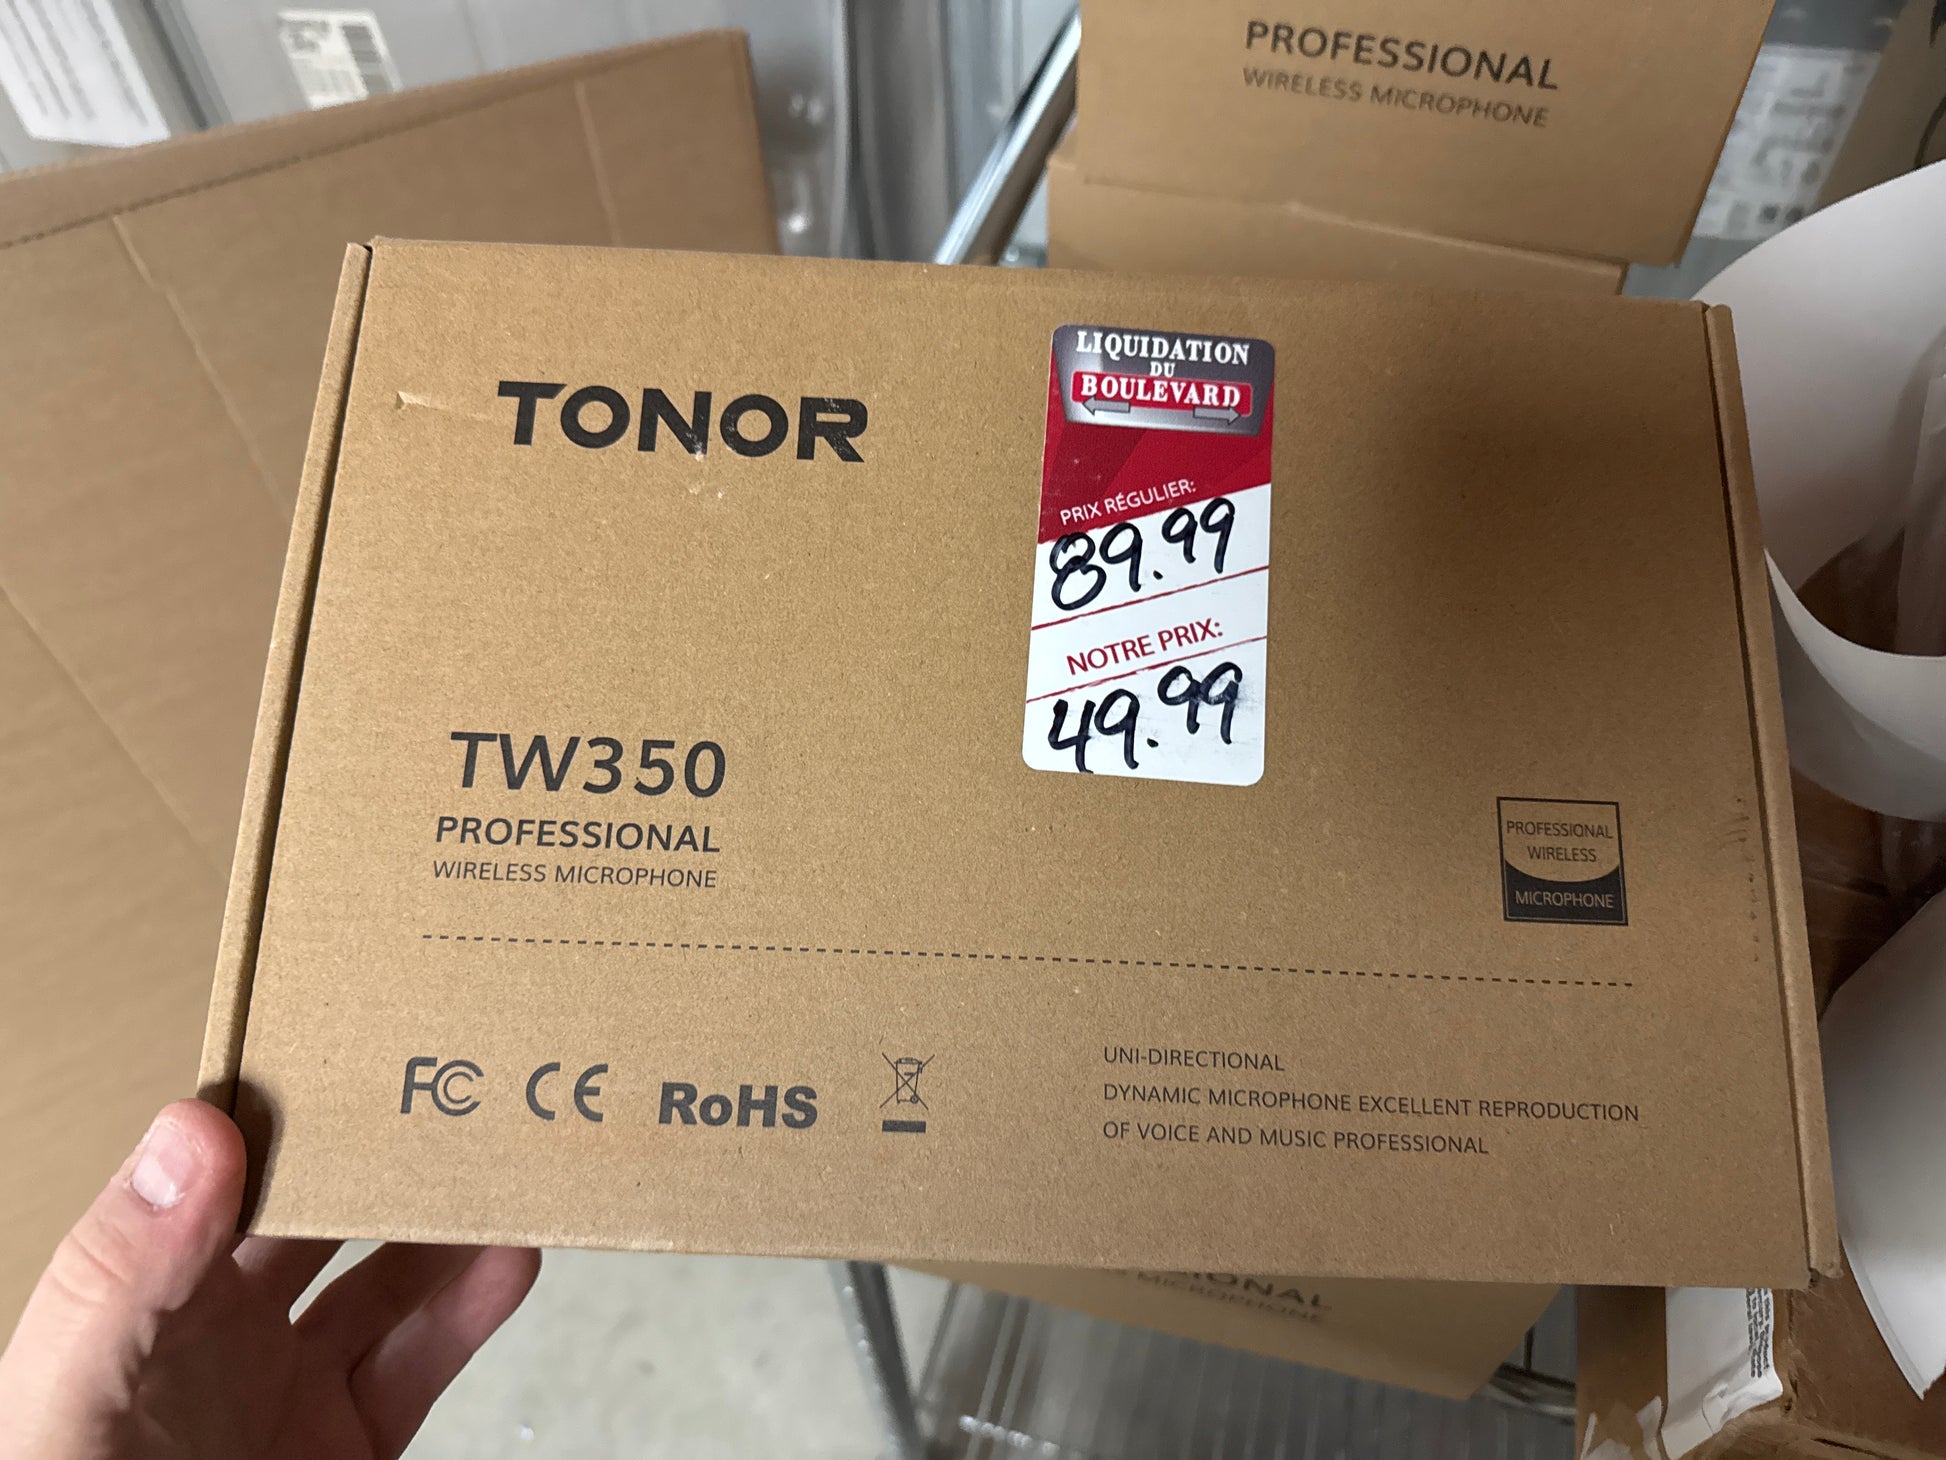 PROFESSIONAL
WIRELESS MICROPHONE
TONOR
LIQUIDATION
DU
BOULEVARD
PRIX RÉGULIER:
89.99
NOTRE PRIX:
49.99
TW350
PROFESSIONAL
WIRELESS MICROPHONE
PROFESSIONAL
WIRELESS
MICROPHONE
FC CE RoHS
UNI-DIRECTIONAL
DYNAMIC MICROPHONE EXCELLENT REPRODUCTION
OF VOICE AND MUSIC PROFESSIONAL